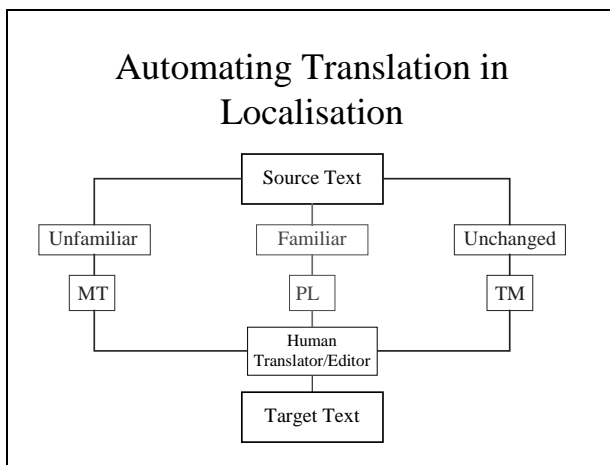 Automating Translation in
Localisation
Source Text
Unfamiliar
Familiar
Unchanged
MT
PL
TM
Human
Translator/Editor
Target Text